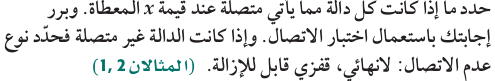 حدد ما إذا كانت كل دالة مما يأتي متصلة عند قيمة x المعطاة. وبرر
إجابتك باستعمال اختبار الاتصال. وإذا كانت الدالة غير متصلة فحدّد نوع
عدم الاتصال: لانهائي، قفزي قابل للإزالة. (المثالان 2 ,1)